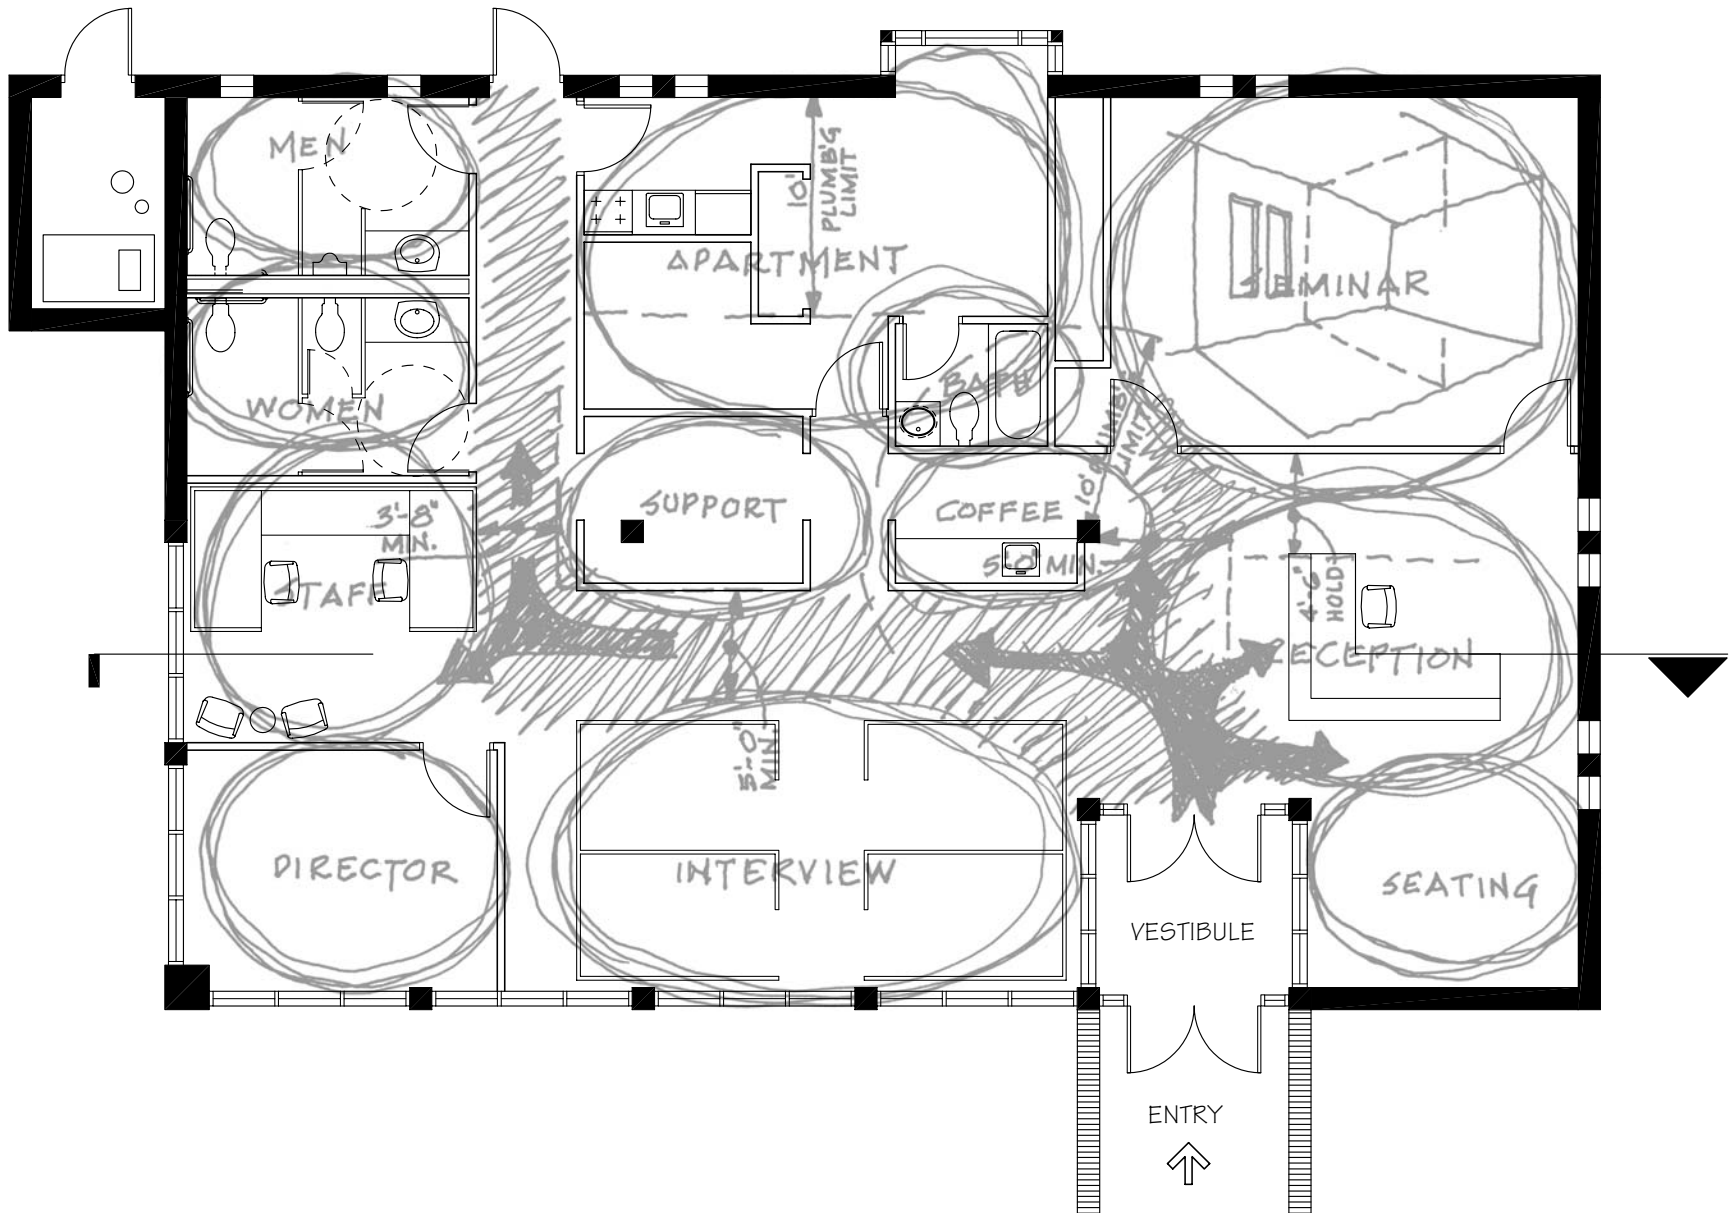 MEN
10'
PLUMB'G
LIMIT
APARTMENT
SEMINAR
BATH
WOMEN
10' PLUMB'G
LIMIT
3'-8"
MIN.
SUPPORT
COFFEE
5'-0" MIN.
STAFF
4'-6"
HOLD
RECEPTION
5'-0"
MIN.
DIRECTOR
INTERVIEW
SEATING
VESTIBULE
ENTRY